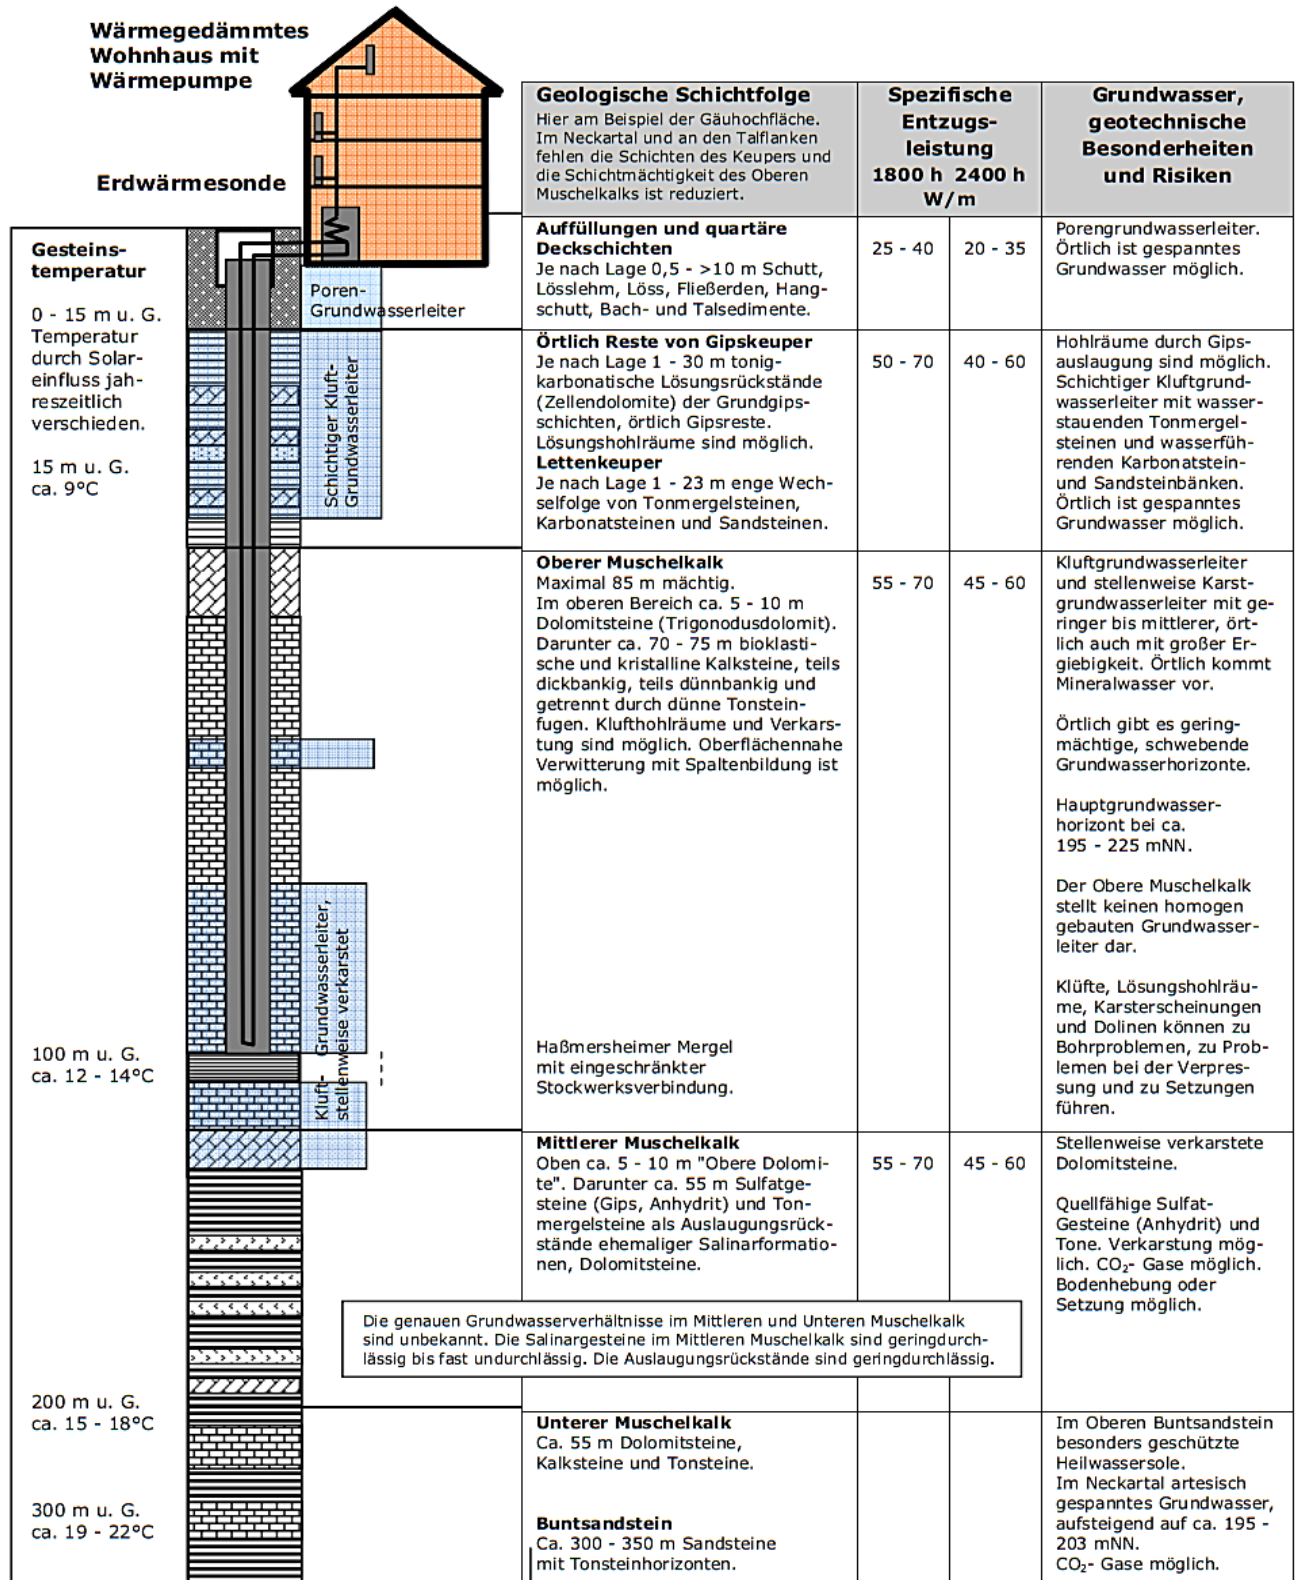 Wärmegedämmtes
Wohnhaus mit
Wärmepumpe
Erdwärmesonde
Gesteins-
temperatur
0 - 15 m u. G.
Temperatur
durch Solar-
einfluss jah-
reszeitlich
verschieden.
15 m u. G.
ca. 9°C
100 m u. G.
ca. 12 - 14°C
200 m u. G.
ca. 15 - 18°C
300 m u. G.
ca. 19 - 22°C
Poren-
Grundwasserleiter
Schichtiger Kluft-
Grundwasserleiter
Kluft- Grundwasserleiter,
stellenweise verkarstet
Geologische Schichtfolge
Hier am Beispiel der Gäuhochfläche.
Im Neckartal und an den Talflanken
fehlen die Schichten des Keupers und
die Schichtmächtigkeit des Oberen
Muschelkalks ist reduziert.
Spezifische
Entzugs-
leistung
1800 h 2400 h
W/m
Grundwasser,
geotechnische
Besonderheiten
und Risiken
Auffüllungen und quartäre
Deckschichten
Je nach Lage 0,5 - >10 m Schutt,
Lösslehm, Löss, Fließerden, Hang-
schutt, Bach- und Talsedimente.
25 - 40
20 - 35
Porengrundwasserleiter.
Örtlich ist gespanntes
Grundwasser möglich.
Örtlich Reste von Gipskeuper
Je nach Lage 1 - 30 m tonig-
karbonatische Lösungsrückstände
(Zellendolomite) der Grundgips-
schichten, örtlich Gipsreste.
Lösungshohlräume sind möglich.
Lettenkeuper
Je nach Lage 1 - 23 m enge Wech-
selfolge von Tonmergelsteinen,
Karbonatsteinen und Sandsteinen.
50 - 70
40 - 60
Hohlräume durch Gips-
auslaugung sind möglich.
Schichtiger Kluftgrund-
wasserleiter mit wasser-
stauenden Tonmergel-
steinen und wasserfüh-
renden Karbonatstein-
und Sandsteinbänken.
Örtlich ist gespanntes
Grundwasser möglich.
Oberer Muschelkalk
Maximal 85 m mächtig.
Im oberen Bereich ca. 5 - 10 m
Dolomitsteine (Trigonodusdolomit).
Darunter ca. 70 - 75 m bioklasti-
sche und kristalline Kalksteine, teils
dickbankig, teils dünnbankig und
getrennt durch dünne Tonstein-
fugen. Klufthohlräume und Verkars-
tung sind möglich. Oberflächennahe
Verwitterung mit Spaltenbildung ist
möglich.
Haßmersheimer Mergel
mit eingeschränkter
Stockwerksverbindung.
55 - 70
45 - 60
Kluftgrundwasserleiter
und stellenweise Karst-
grundwasserleiter mit ge-
ringer bis mittlerer, ört-
lich auch mit großer Er-
giebigkeit. Örtlich kommt
Mineralwasser vor.
Örtlich gibt es gering-
mächtige, schwebende
Grundwasserhorizonte.
Hauptgrundwasser-
horizont bei ca.
195 - 225 mNN.
Der Obere Muschelkalk
stellt keinen homogen
gebauten Grundwasser-
leiter dar.
Klüfte, Lösungshohlräu-
me, Karsterscheinungen
und Dolinen können zu
Bohrproblemen, zu Prob-
lemen bei der Verpres-
sung und zu Setzungen
führen.
Mittlerer Muschelkalk
Oben ca. 5 - 10 m "Obere Dolomi-
te". Darunter ca. 55 m Sulfatge-
steine (Gips, Anhydrit) und Ton-
mergelsteine als Auslaugungsrück-
stände ehemaliger Salinarformatio-
nen, Dolomitsteine.
55 - 70
45 - 60
Stellenweise verkarstete
Dolomitsteine.
Quellfähige Sulfat-
Gesteine (Anhydrit) und
Tone. Verkarstung mög-
lich. CO₂- Gase möglich.
Bodenhebung oder
Setzung möglich.
Die genauen Grundwasserverhältnisse im Mittleren und Unteren Muschelkalk
sind unbekannt. Die Salinargesteine im Mittleren Muschelkalk sind geringdurch-
lässig bis fast undurchlässig. Die Auslaugungsrückstände sind geringdurchlässig.
Unterer Muschelkalk
Ca. 55 m Dolomitsteine,
Kalksteine und Tonsteine.
Buntsandstein
Ca. 300 - 350 m Sandsteine
mit Tonsteinhorizonten.
Im Oberen Buntsandstein
besonders geschützte
Heilwassersole.
Im Neckartal artesisch
gespanntes Grundwasser,
aufsteigend auf ca. 195 -
203 mNN.
CO₂- Gase möglich.